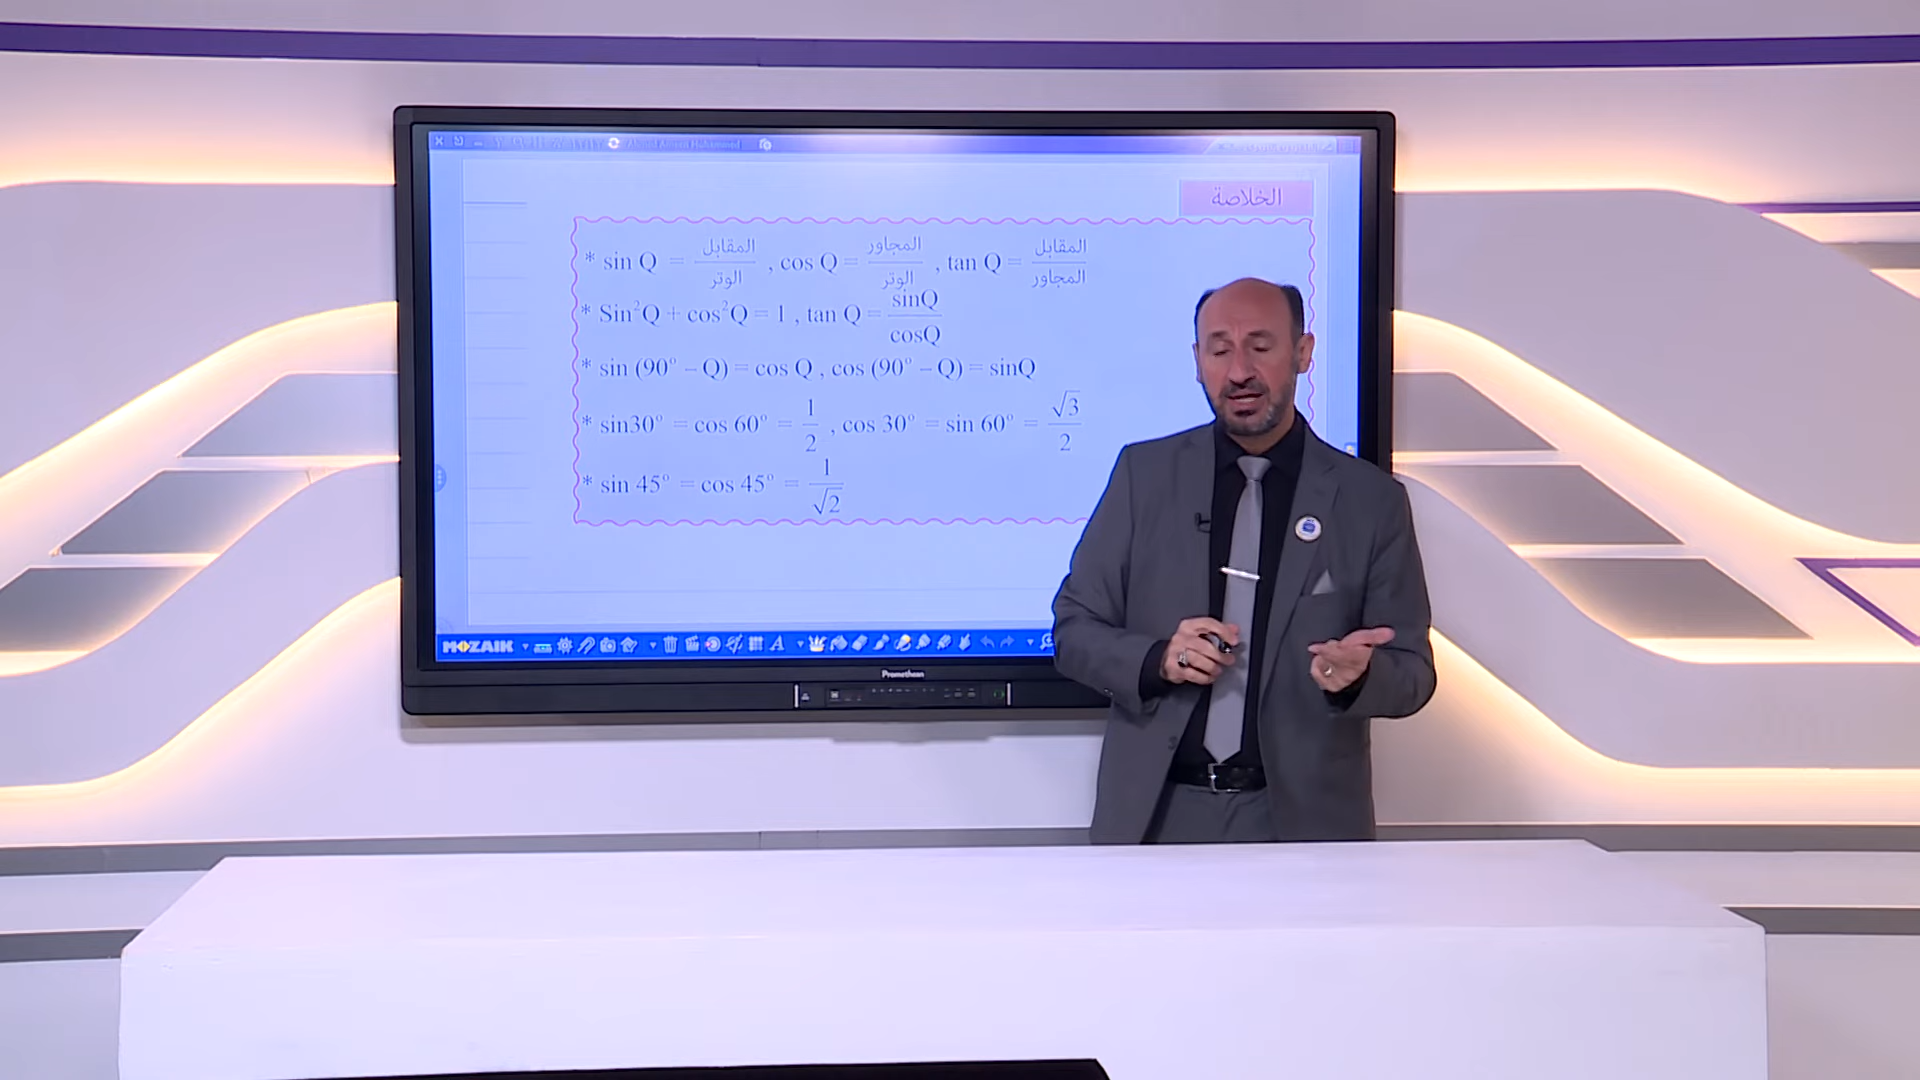 الخلاصة
* sin Q = المقابل / الوتر , cos Q = المجاور / الوتر , tan Q = المقابل / المجاور
* Sin²Q + cos²Q = 1 , tan Q = sinQ / cosQ
* sin (90° – Q) = cos Q , cos (90° – Q) = sinQ
* sin30° = cos 60° = 1/2 , cos 30° = sin 60° = √3/2
* sin 45° = cos 45° = 1/√2
MOZAIK
Promethean